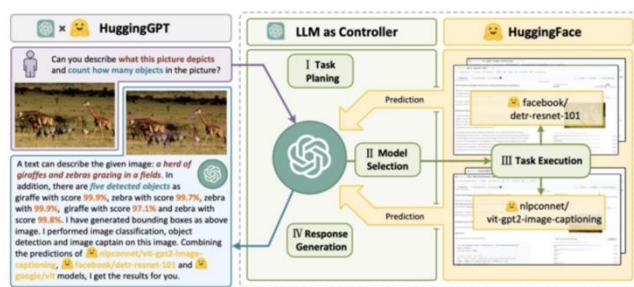 × HuggingGPT
LLM as Controller
HuggingFace
Can you describe what this picture depicts
and count how many objects in the picture?
A text can describe the given image: a herd of
giraffes and zebras grazing in a fields. In
addition, there are five detected objects as
giraffe with score 99.9%, zebra with score 99.7%, zebra
with 99.9%, giraffe with score 97.1% and zebra with
score 99.8%. I have generated bounding boxes as above
image. I performed image classification, object
detection and image captain on this image. Combining
the predictions of nlpconnet/vit-gpt2-image-
captioning, facebook/detr-resnet-101 and
google/vit models, I get the results for you.
I Task
Planing
II Model
Selection
III Task Execution
IV Response
Generation
Prediction
facebook/
detr-resnet-101
Prediction
nlpconnet/
vit-gpt2-image-captioning